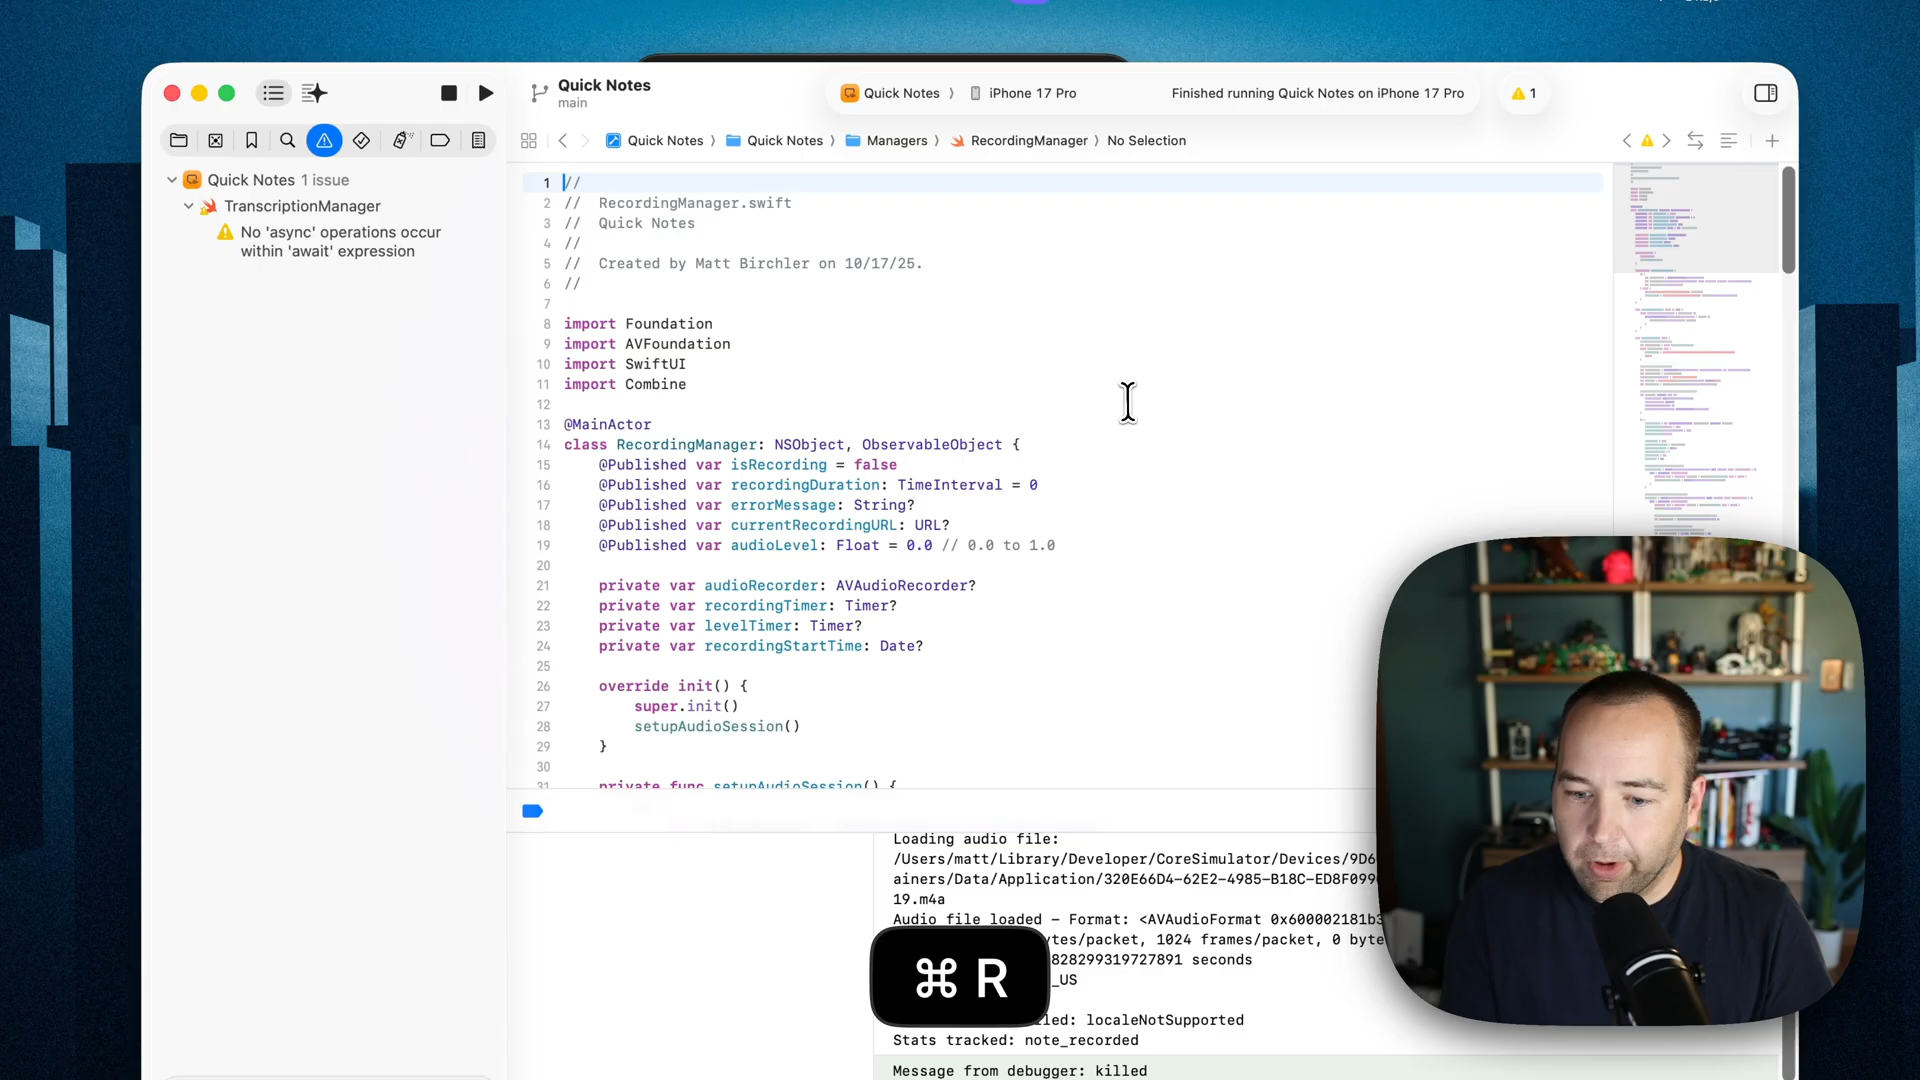 Quick Notes
main
Quick Notes
iPhone 17 Pro
Finished running Quick Notes on iPhone 17 Pro
1
Quick Notes
Quick Notes
Managers
RecordingManager
No Selection
Quick Notes 1 issue
TranscriptionManager
No 'async' operations occur
within 'await' expression
1 //
2 //  RecordingManager.swift
3 //  Quick Notes
4 //
5 //  Created by Matt Birchler on 10/17/25.
6 //
7
8 import Foundation
9 import AVFoundation
10 import SwiftUI
11 import Combine
12
13 @MainActor
14 class RecordingManager: NSObject, ObservableObject {
15     @Published var isRecording = false
16     @Published var recordingDuration: TimeInterval = 0
17     @Published var errorMessage: String?
18     @Published var currentRecordingURL: URL?
19     @Published var audioLevel: Float = 0.0 // 0.0 to 1.0
20
21     private var audioRecorder: AVAudioRecorder?
22     private var recordingTimer: Timer?
23     private var levelTimer: Timer?
24     private var recordingStartTime: Date?
25
26     override init() {
27         super.init()
28         setupAudioSession()
29     }
30
31     private func setupAudioSession() {
Loading audio file:
/Users/matt/Library/Developer/CoreSimulator/Devices/9D6
ainers/Data/Application/320E66D4-62E2-4985-B18C-ED8F099
19.m4a
Audio file loaded – Format: <AVAudioFormat 0x600002181b3
ytes/packet, 1024 frames/packet, 0 byte
828299319727891 seconds
_US
led: localeNotSupported
Stats tracked: note_recorded
Message from debugger: killed
⌘ R